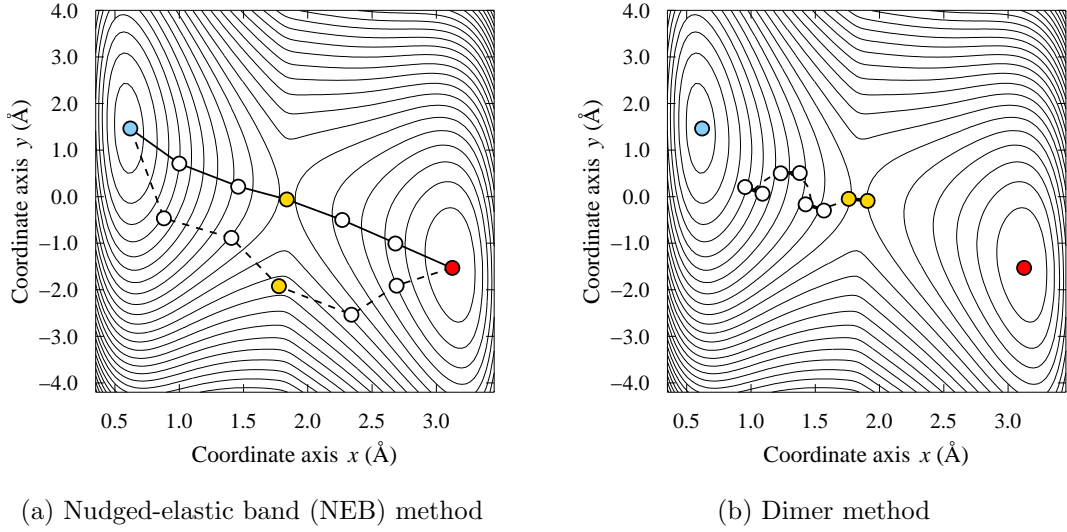 4.0
3.0
2.0
1.0
0.0
−1.0
−2.0
−3.0
−4.0
Coordinate axis y (Å)
0.5 1.0 1.5 2.0 2.5 3.0
Coordinate axis x (Å)
(a) Nudged-elastic band (NEB) method
4.0
3.0
2.0
1.0
0.0
−1.0
−2.0
−3.0
−4.0
Coordinate axis y (Å)
0.5 1.0 1.5 2.0 2.5 3.0
Coordinate axis x (Å)
(b) Dimer method